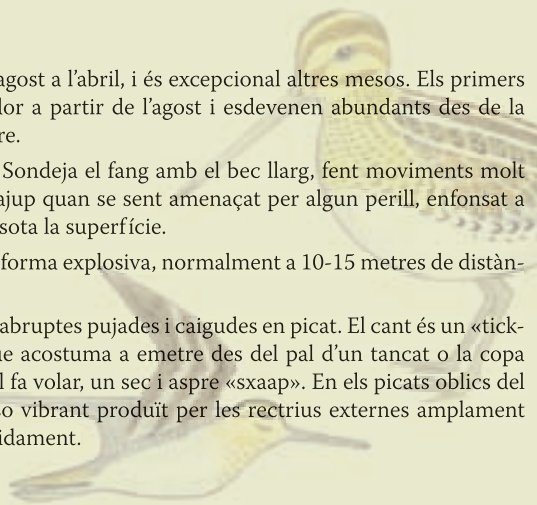 agost a l’abril, i és excepcional altres mesos. Els primers
lor a partir de l’agost i esdevenen abundants des de la
re.
Sondeja el fang amb el bec llarg, fent moviments molt
ajup quan se sent amenaçat per algun perill, enfonsat a
sota la superfície.
forma explosiva, normalment a 10-15 metres de distàn-
abruptes pujades i caigudes en picat. El cant és un «tick-
ue acostuma a emetre des del pal d’un tancat o la copa
l fa volar, un sec i aspre «sxaap». En els picats oblics del
so vibrant produït per les rectrius externes amplament
idament.